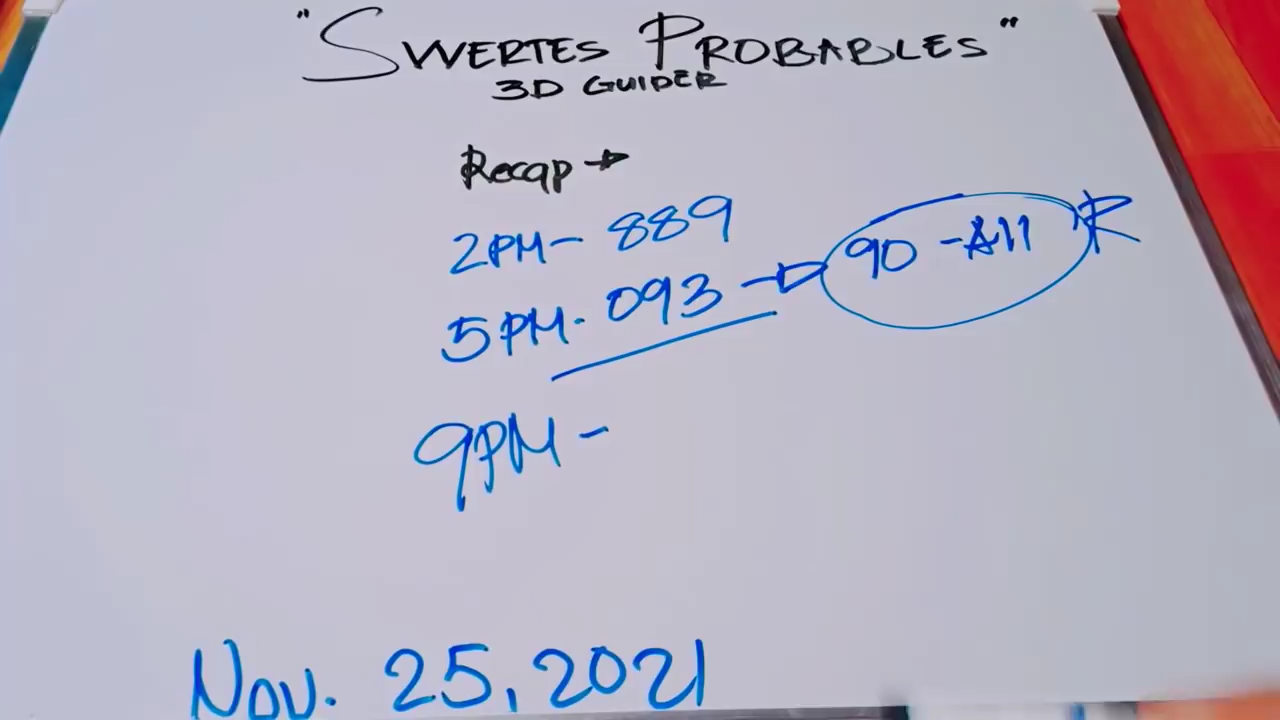 "SWERTES PROBABLES"
3D GUIDER
Recap →
2PM - 889
5PM. 093 → 90 - All R
9PM -
Nov. 25, 2021